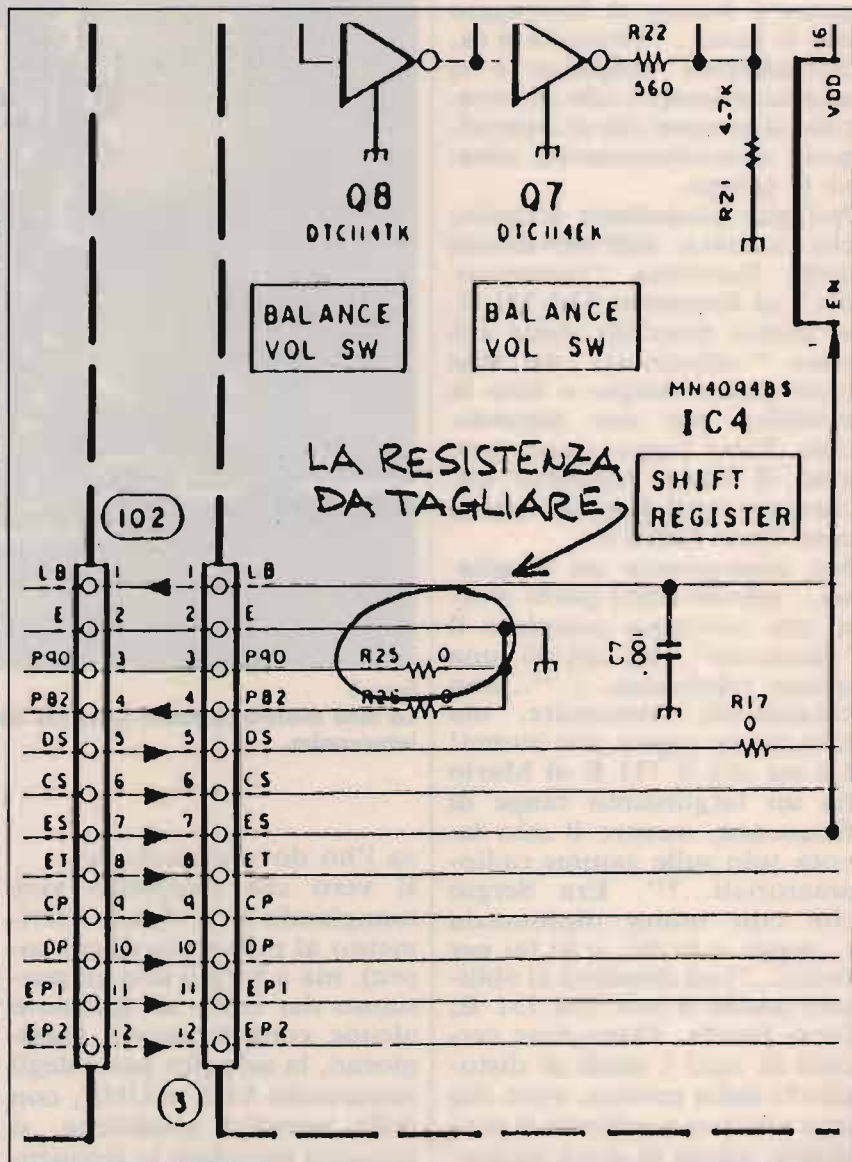 R22
560
4.7K
R21
16
VDD
Q8
DTC114TK
Q7
DTC114EK
BALANCE
VOL SW
BALANCE
VOL SW
1
EN
MN4094BS
IC4
SHIFT
REGISTER
LA RESISTENZA
DA TAGLIARE
102
LB 1 1 LB
E 2 2 E
P90 3 3 P90 R25 0
P82 4 4 P82 R26 0
DS 5 5 DS R17 0
CS 6 6 CS
ES 7 7 ES
ET 8 8 ET
CP 9 9 CP
DP 10 10 DP
EP1 11 11 EP1
EP2 12 12 EP2
3